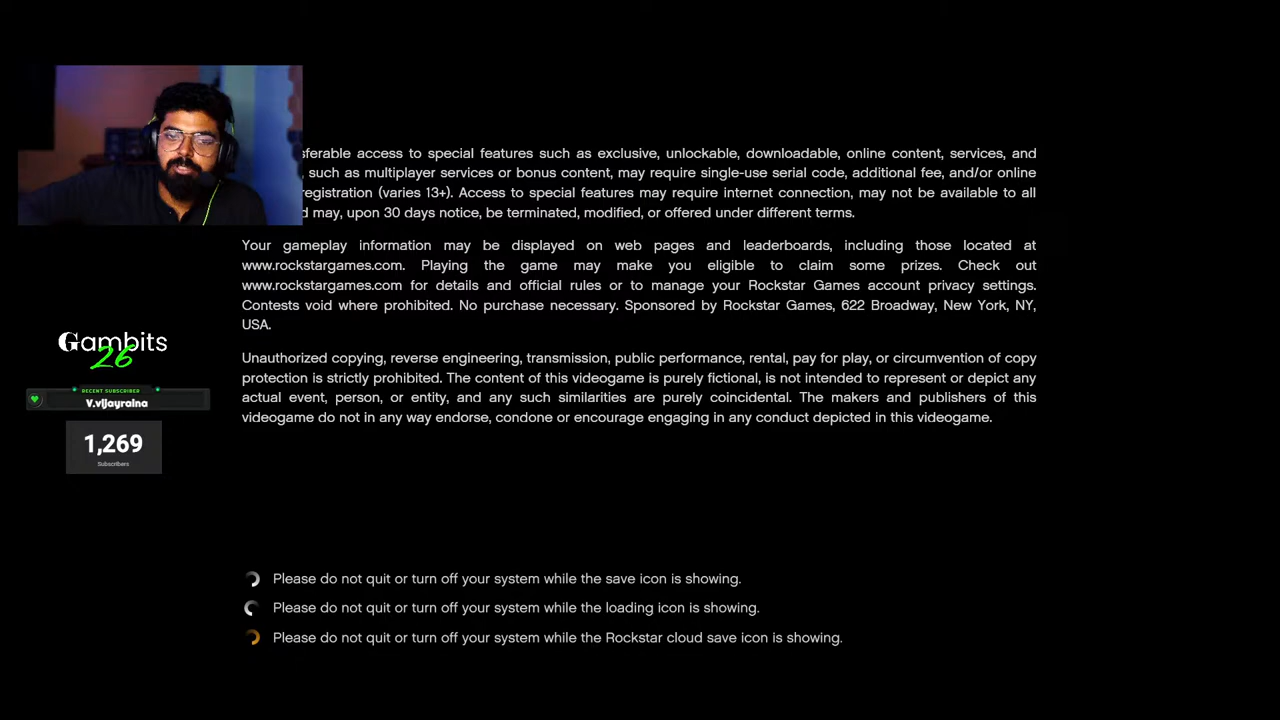 sferable access to special features such as exclusive, unlockable, downloadable, online content, services, and
, such as multiplayer services or bonus content, may require single-use serial code, additional fee, and/or online
registration (varies 13+). Access to special features may require internet connection, may not be available to all
d may, upon 30 days notice, be terminated, modified, or offered under different terms.
Your gameplay information may be displayed on web pages and leaderboards, including those located at
www.rockstargames.com. Playing the game may make you eligible to claim some prizes. Check out
www.rockstargames.com for details and official rules or to manage your Rockstar Games account privacy settings.
Contests void where prohibited. No purchase necessary. Sponsored by Rockstar Games, 622 Broadway, New York, NY,
USA.
Unauthorized copying, reverse engineering, transmission, public performance, rental, pay for play, or circumvention of copy
protection is strictly prohibited. The content of this videogame is purely fictional, is not intended to represent or depict any
actual event, person, or entity, and any such similarities are purely coincidental. The makers and publishers of this
videogame do not in any way endorse, condone or encourage engaging in any conduct depicted in this videogame.
Gambits
26
RECENT SUBSCRIBER
V.vijayraina
1,269
Subscribers
Please do not quit or turn off your system while the save icon is showing.
Please do not quit or turn off your system while the loading icon is showing.
Please do not quit or turn off your system while the Rockstar cloud save icon is showing.